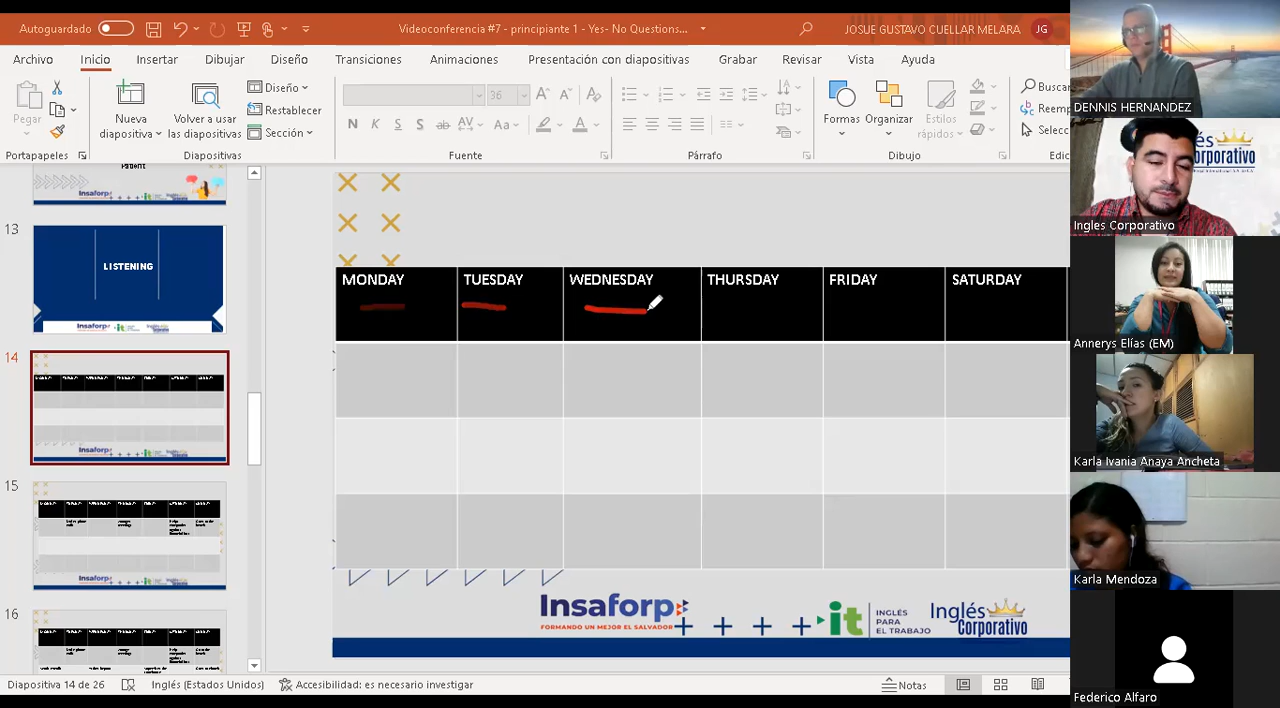 Autoguardado
Videoconferencia #7 - principiante 1 - Yes- No Questions...
JOSUE GUSTAVO CUELLAR MELARA
JG
Archivo
Inicio
Insertar
Dibujar
Diseño
Transiciones
Animaciones
Presentación con diapositivas
Grabar
Revisar
Vista
Ayuda
Pegar
Nueva diapositiva
Volver a usar las diapositivas
Diseño
Restablecer
Sección
36
N
S
S
ab
AV
Aa
A
Formas
Organizar
Estilos rápidos
Buscar
Portapapeles
Diapositivas
Fuente
Párrafo
Dibujo
Patient
Insaforp
13
LISTENING
14
15
16
MONDAY
TUESDAY
WEDNESDAY
THURSDAY
FRIDAY
SATURDAY
Insaforp
FORMANDO UN MEJOR EL SALVADOR
it
INGLÉS
PARA
EL TRABAJO
Inglés
Corporativo
Diapositiva 14 de 26
Inglés (Estados Unidos)
Accesibilidad: es necesario investigar
Notas
DENNIS HERNANDEZ
Ingles Corporativo
Annerys Elías (EM)
Karla Ivania Anaya Ancheta
Karla Mendoza
Federico Alfaro